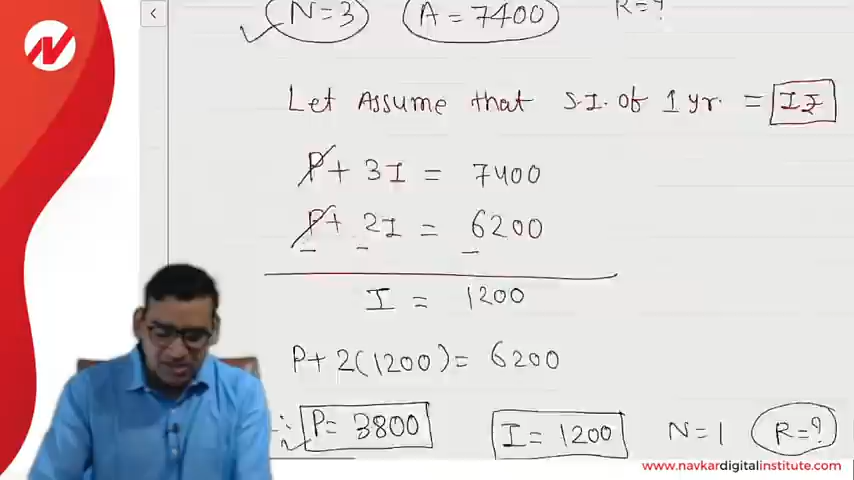 N=3 A = 7400 R=?
Let Assume that S.I. of 1 yr. = I₹
P + 3I = 7400
P + 2I = 6200
I = 1200
P + 2(1200) = 6200
∴ P = 3800 I = 1200 N=1 R=?
www.navkardigitalinstitute.com